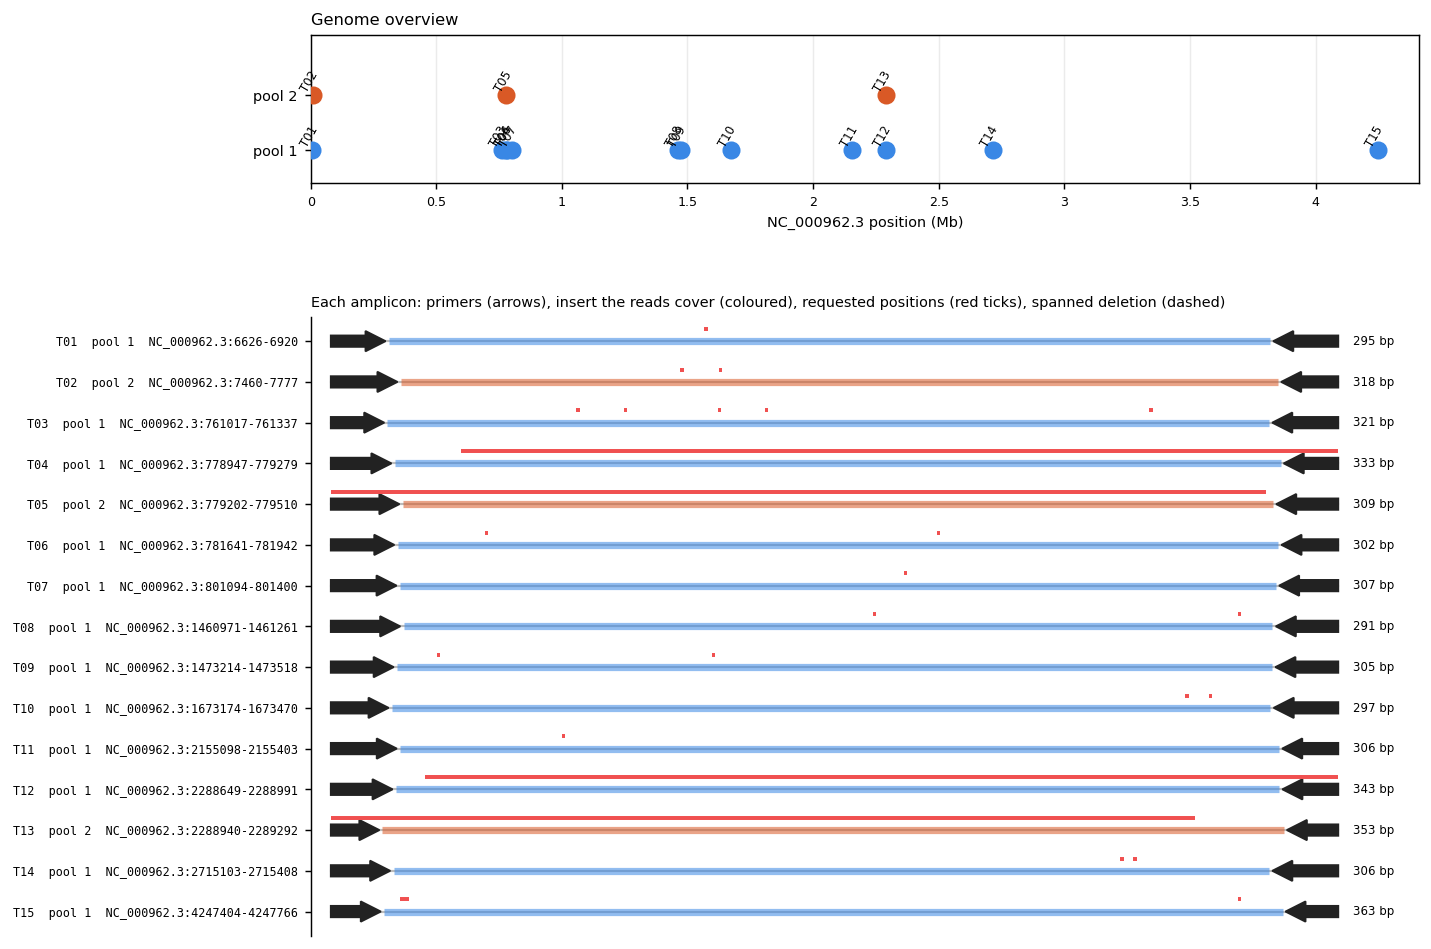 Genome overview
T02
T05
T13
pool 2
T01
T03
T07
T09
T10
T11
T12
T14
T15
pool 1
0 0.5 1 1.5 2 2.5 3 3.5 4
NC_000962.3 position (Mb)
Each amplicon: primers (arrows), insert the reads cover (coloured), requested positions (red ticks), spanned deletion (dashed)
T01 pool 1 NC_000962.3:6626-6920 295 bp
T02 pool 2 NC_000962.3:7460-7777 318 bp
T03 pool 1 NC_000962.3:761017-761337 321 bp
T04 pool 1 NC_000962.3:778947-779279 333 bp
T05 pool 2 NC_000962.3:779202-779510 309 bp
T06 pool 1 NC_000962.3:781641-781942 302 bp
T07 pool 1 NC_000962.3:801094-801400 307 bp
T08 pool 1 NC_000962.3:1460971-1461261 291 bp
T09 pool 1 NC_000962.3:1473214-1473518 305 bp
T10 pool 1 NC_000962.3:1673174-1673470 297 bp
T11 pool 1 NC_000962.3:2155098-2155403 306 bp
T12 pool 1 NC_000962.3:2288649-2288991 343 bp
T13 pool 2 NC_000962.3:2288940-2289292 353 bp
T14 pool 1 NC_000962.3:2715103-2715408 306 bp
T15 pool 1 NC_000962.3:4247404-4247766 363 bp